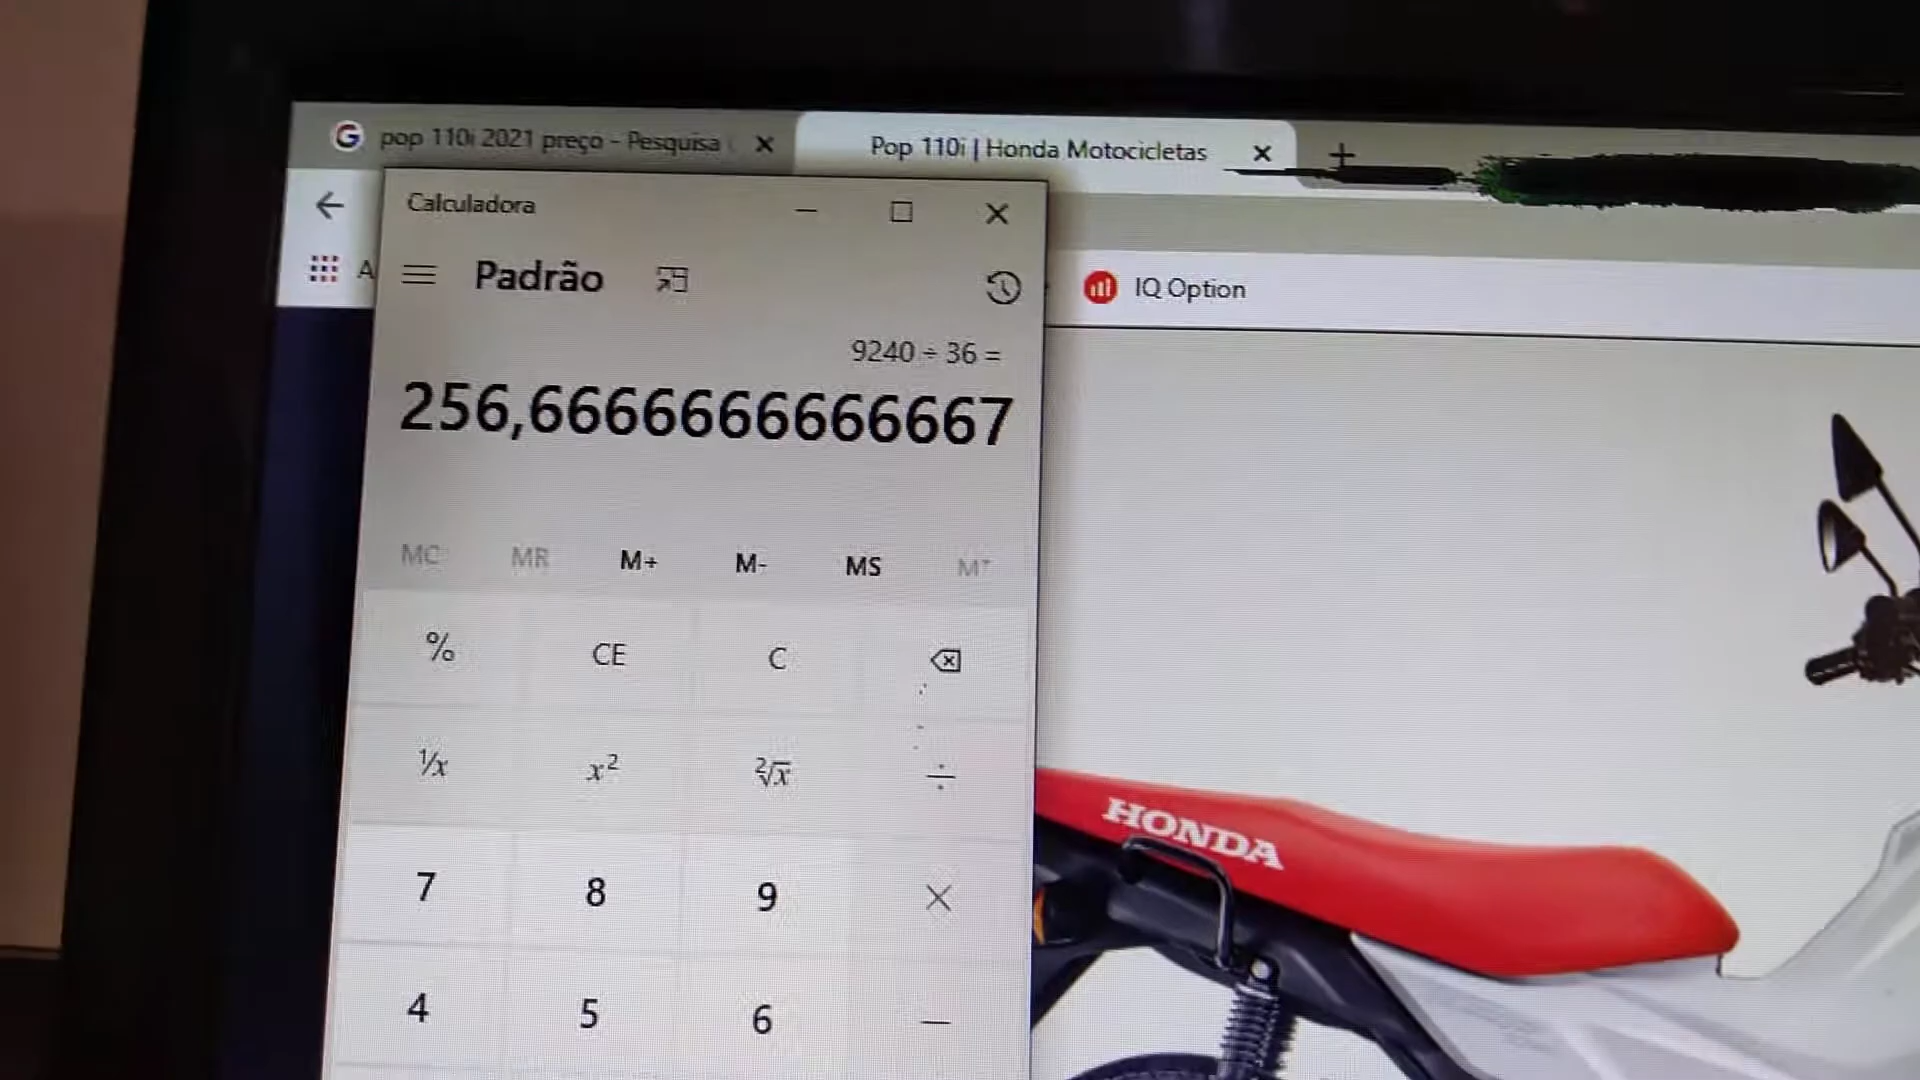 pop 110i 2021 preço - Pesquisa
Pop 110i | Honda Motocicletas
Calculadora
A
Padrão
IQ Option
9240 ÷ 36 =
256,6666666666667
MC MR M+ M- MS M˅
% CE C
⅟x x² ²√x ÷
HONDA
7 8 9 ×
4 5 6 —